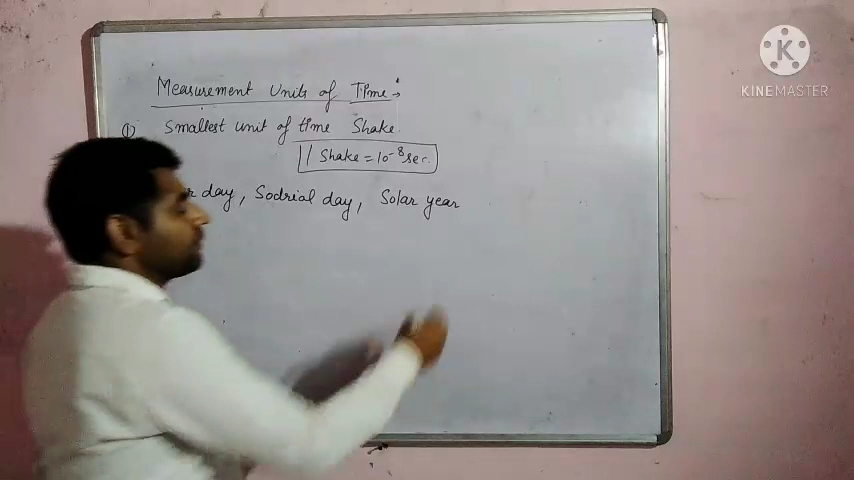 Measurement Units of Time →
① Smallest unit of time Shake.
1 Shake = 10⁻⁸ sec.
day, Sodrial day, Solar year
K
KINEMASTER